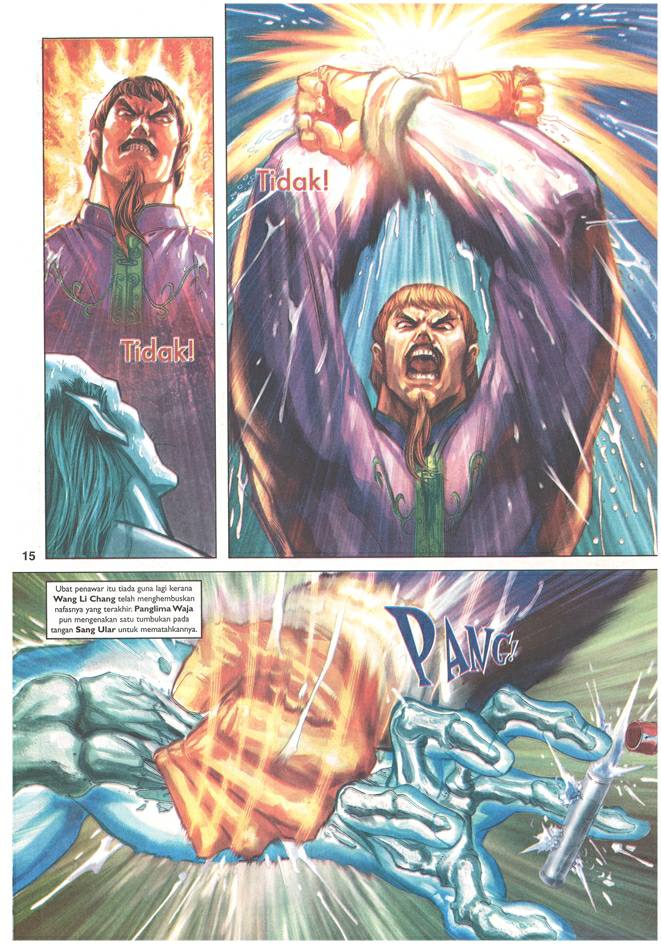 Tidak!
Tidak!
15
Ubat penawar itu tiada guna lagi kerana
Wang Li Chang telah menghembuskan
nafasnya yang terakhir. Panglima Waja
pun mengenakan satu tumbukan pada
tangan Sang Ular untuk mematahkannya.
PANG!